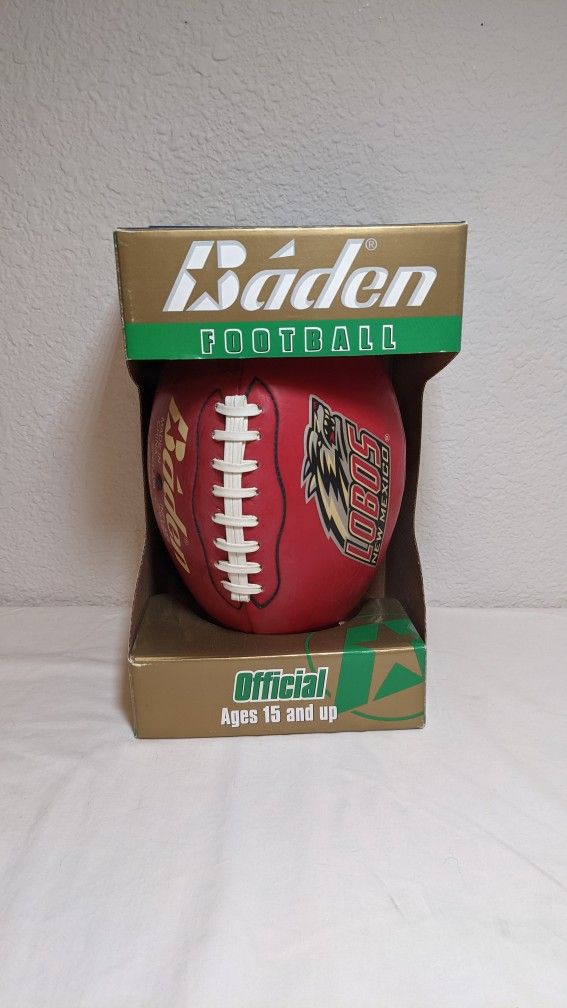 Baden®
FOOTBALL
Baden
LOBOS®
NEW MEXICO
Official
Ages 15 and up